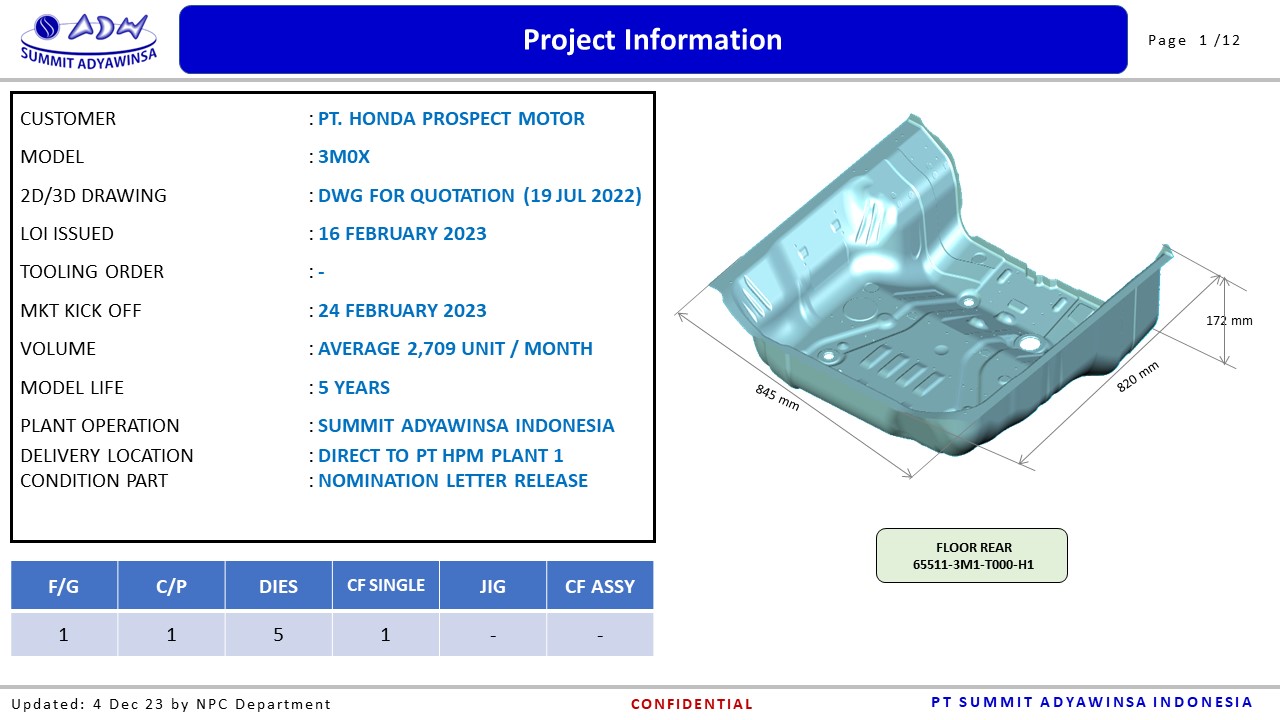 ADW
SUMMIT ADYAWINSA
Project Information
Page 1 /12
CUSTOMER : PT. HONDA PROSPECT MOTOR
MODEL : 3M0X
2D/3D DRAWING : DWG FOR QUOTATION (19 JUL 2022)
LOI ISSUED : 16 FEBRUARY 2023
TOOLING ORDER : -
MKT KICK OFF : 24 FEBRUARY 2023
VOLUME : AVERAGE 2,709 UNIT / MONTH
MODEL LIFE : 5 YEARS
PLANT OPERATION : SUMMIT ADYAWINSA INDONESIA
DELIVERY LOCATION : DIRECT TO PT HPM PLANT 1
CONDITION PART : NOMINATION LETTER RELEASE
F/G C/P DIES CF SINGLE JIG CF ASSY
1 1 5 1 - -
172 mm
820 mm
845 mm
FLOOR REAR
65511-3M1-T000-H1
Updated: 4 Dec 23 by NPC Department
CONFIDENTIAL
PT SUMMIT ADYAWINSA INDONESIA